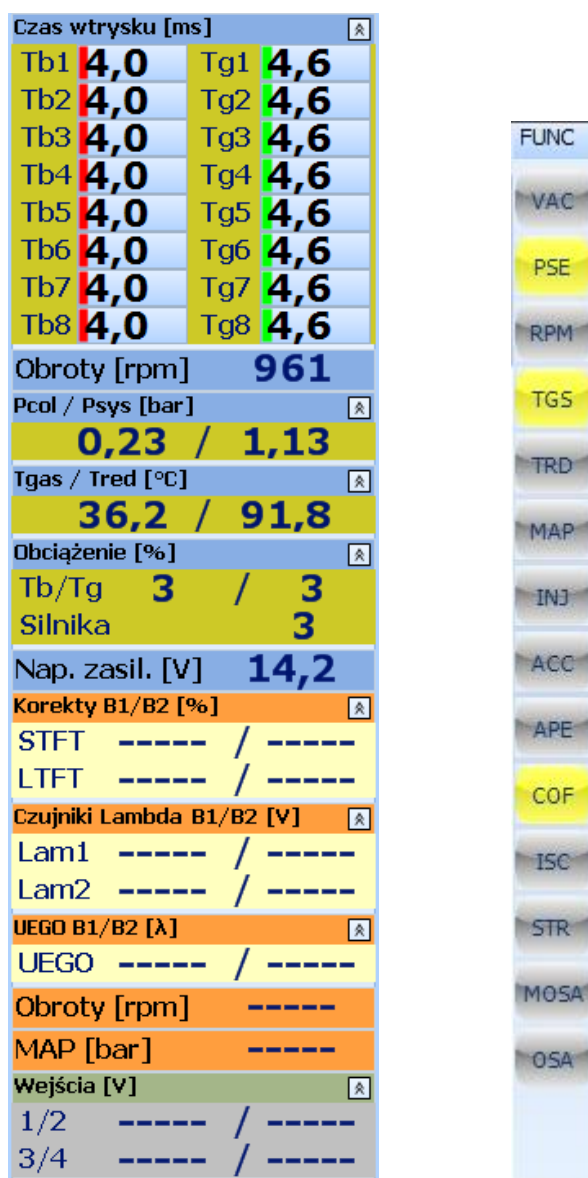 Czas wtrysku [ms]
Tb1 4,0 Tg1 4,6
Tb2 4,0 Tg2 4,6
Tb3 4,0 Tg3 4,6
Tb4 4,0 Tg4 4,6
Tb5 4,0 Tg5 4,6
Tb6 4,0 Tg6 4,6
Tb7 4,0 Tg7 4,6
Tb8 4,0 Tg8 4,6
Obroty [rpm] 961
Pcol / Psys [bar]
0,23 / 1,13
Tgas / Tred [°C]
36,2 / 91,8
Obciążenie [%]
Tb/Tg 3 / 3
Silnika 3
Nap. zasil. [V] 14,2
Korekty B1/B2 [%]
STFT ----- / -----
LTFT ----- / -----
Czujniki Lambda B1/B2 [V]
Lam1 ----- / -----
Lam2 ----- / -----
UEGO B1/B2 [λ]
UEGO ----- / -----
Obroty [rpm] -----
MAP [bar] -----
Wejścia [V]
1/2 ----- / -----
3/4 ----- / -----
FUNC
VAC
PSE
RPM
TGS
TRD
MAP
INJ
ACC
APE
COF
ISC
STR
MOSA
OSA